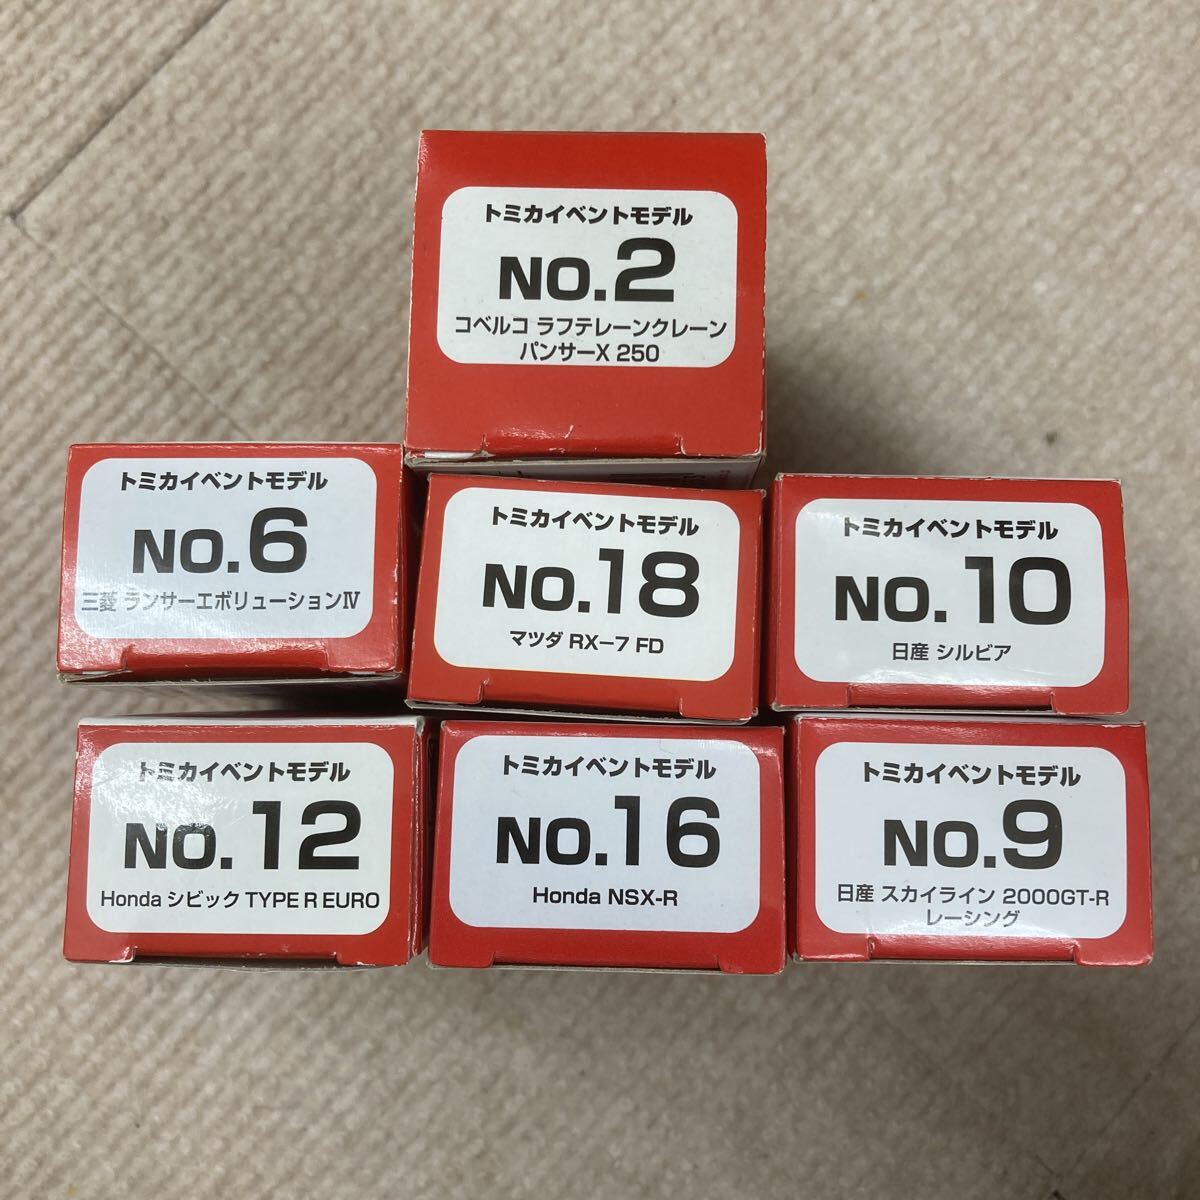 トミカイベントモデル
NO.2
コベルコ ラフテレーンクレーン
パンサーX 250
トミカイベントモデル
NO.6
三菱 ランサーエボリューションⅣ
トミカイベントモデル
NO.18
マツダ RX−7 FD
トミカイベントモデル
NO.10
日産 シルビア
トミカイベントモデル
NO.12
Honda シビック TYPE R EURO
トミカイベントモデル
NO.16
Honda NSX-R
トミカイベントモデル
NO.9
日産 スカイライン 2000GT-R
レーシング